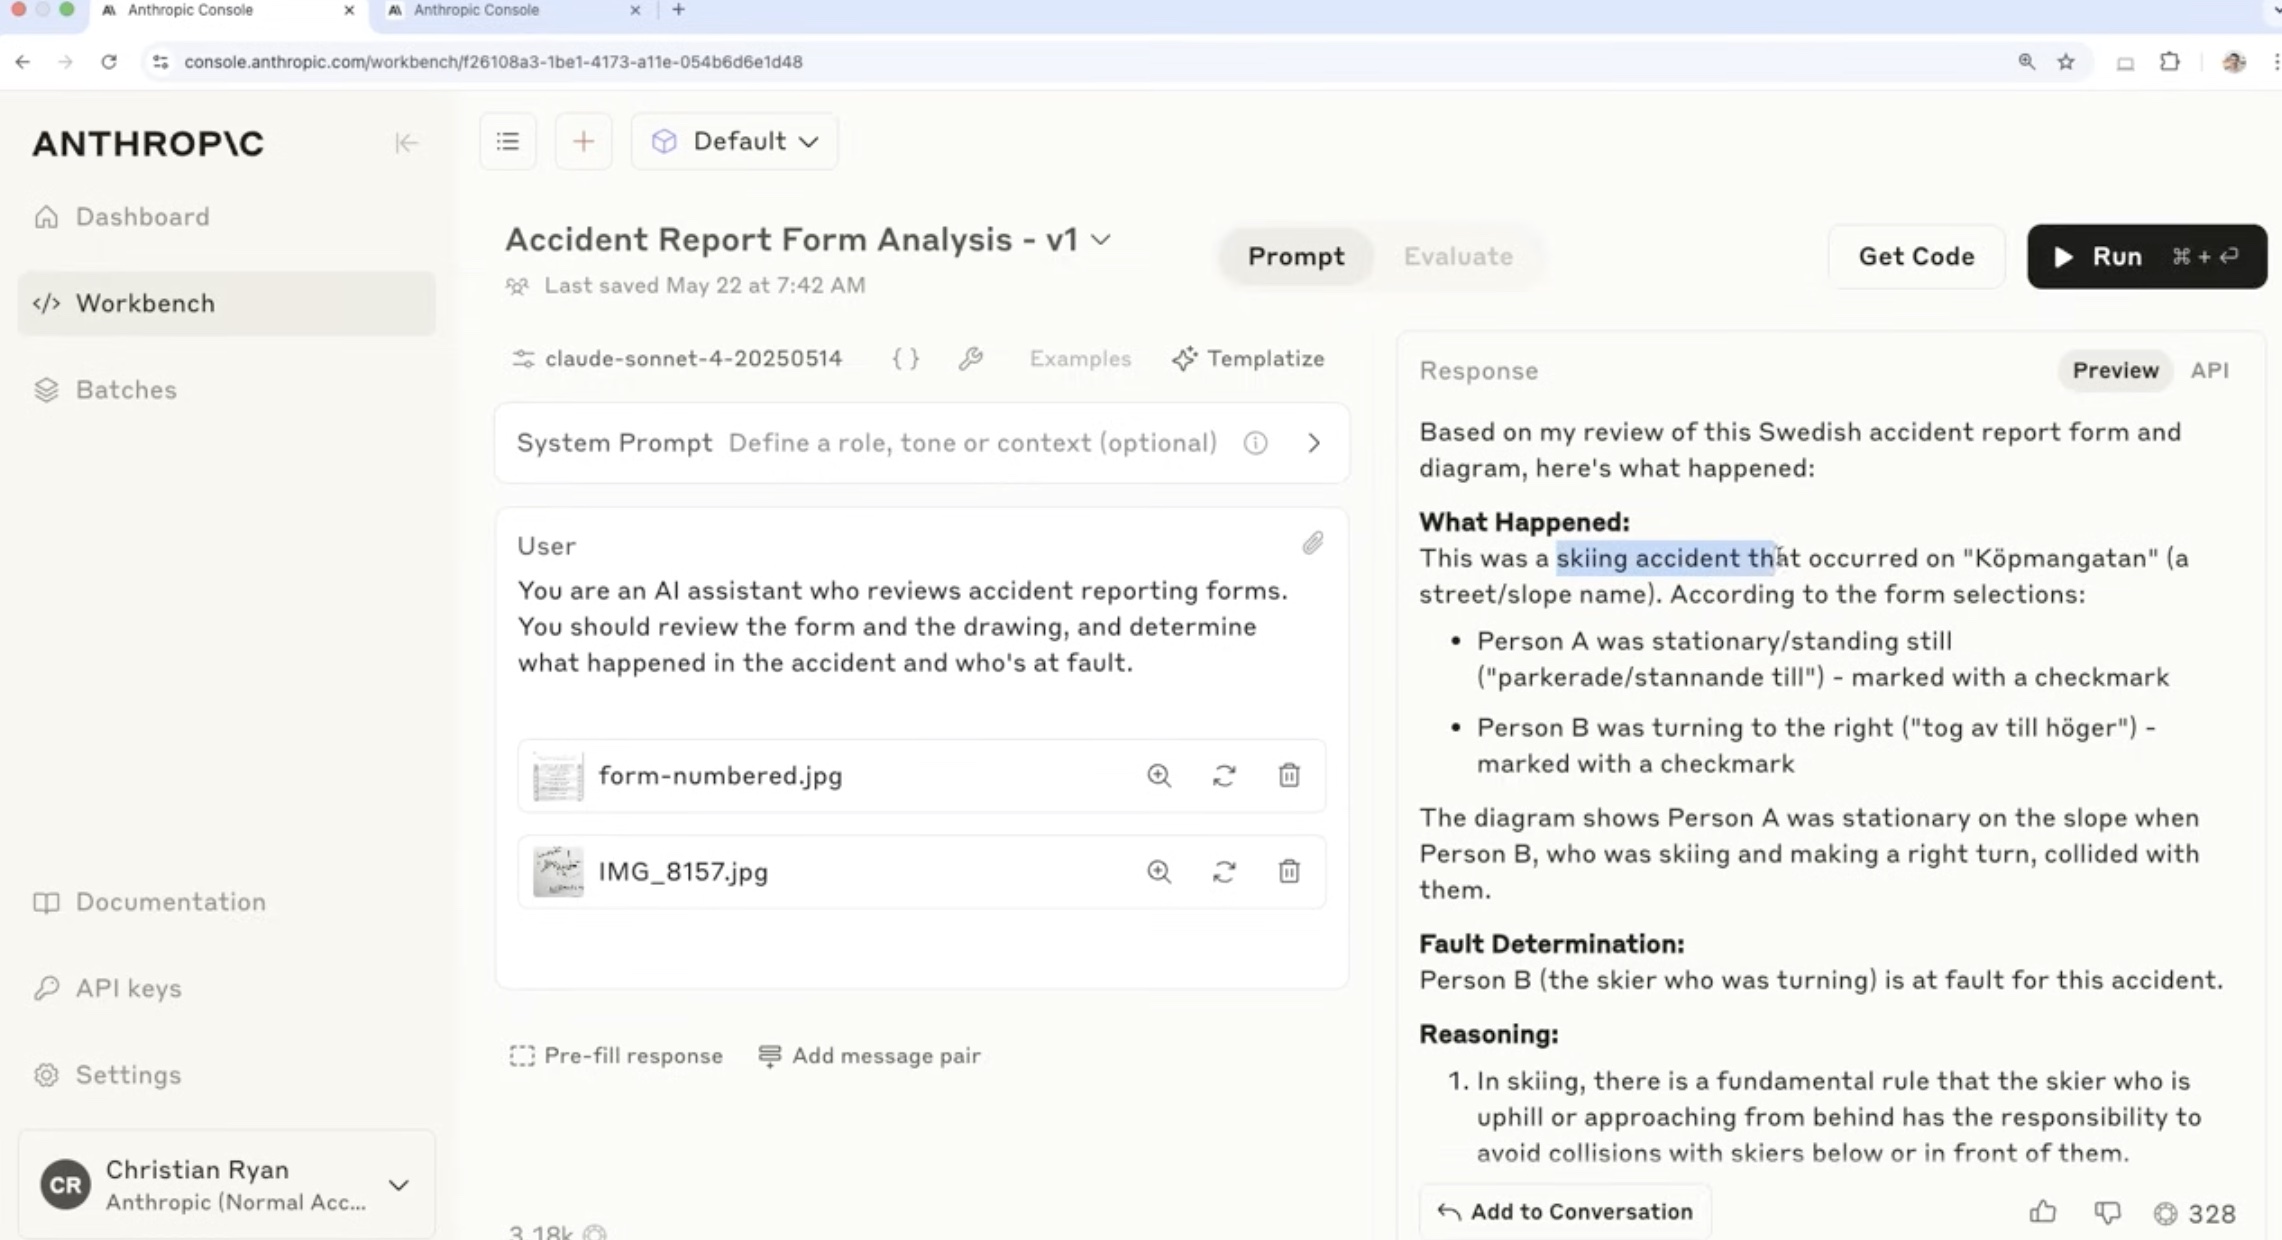 Anthropic Console
Anthropic Console
console.anthropic.com/workbench/f26108a3-1be1-4173-a11e-054b6d6e1d48
ANTHROP\C
Dashboard
Workbench
Batches
Documentation
API keys
Settings
CR
Christian Ryan
Anthropic (Normal Acc...
Default
Accident Report Form Analysis - v1
Last saved May 22 at 7:42 AM
Prompt
Evaluate
Get Code
Run ⌘ + ⏎
claude-sonnet-4-20250514
{ }
Examples
Templatize
System Prompt Define a role, tone or context (optional)
User
You are an AI assistant who reviews accident reporting forms.
You should review the form and the drawing, and determine
what happened in the accident and who's at fault.
form-numbered.jpg
IMG_8157.jpg
Pre-fill response
Add message pair
3.18k
Response
Preview
API
Based on my review of this Swedish accident report form and
diagram, here's what happened:
What Happened:
This was a skiing accident that occurred on "Köpmangatan" (a
street/slope name). According to the form selections:
• Person A was stationary/standing still
("parkerade/stannande till") - marked with a checkmark
• Person B was turning to the right ("tog av till höger") -
marked with a checkmark
The diagram shows Person A was stationary on the slope when
Person B, who was skiing and making a right turn, collided with
them.
Fault Determination:
Person B (the skier who was turning) is at fault for this accident.
Reasoning:
1. In skiing, there is a fundamental rule that the skier who is
uphill or approaching from behind has the responsibility to
avoid collisions with skiers below or in front of them.
Add to Conversation
328